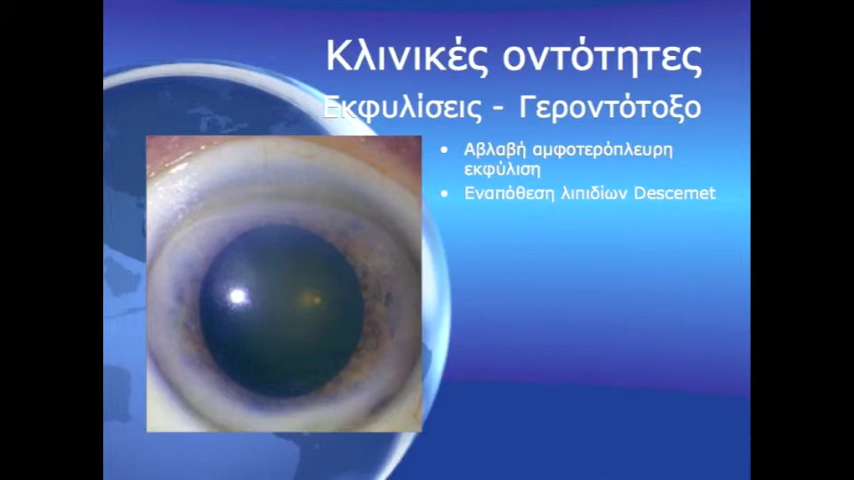 Κλινικές οντότητες
Εκφυλίσεις - Γεροντότοξο
• Αβλαβή αμφοτερόπλευρη
εκφύλιση
• Εναπόθεση λιπιδίων Descemet